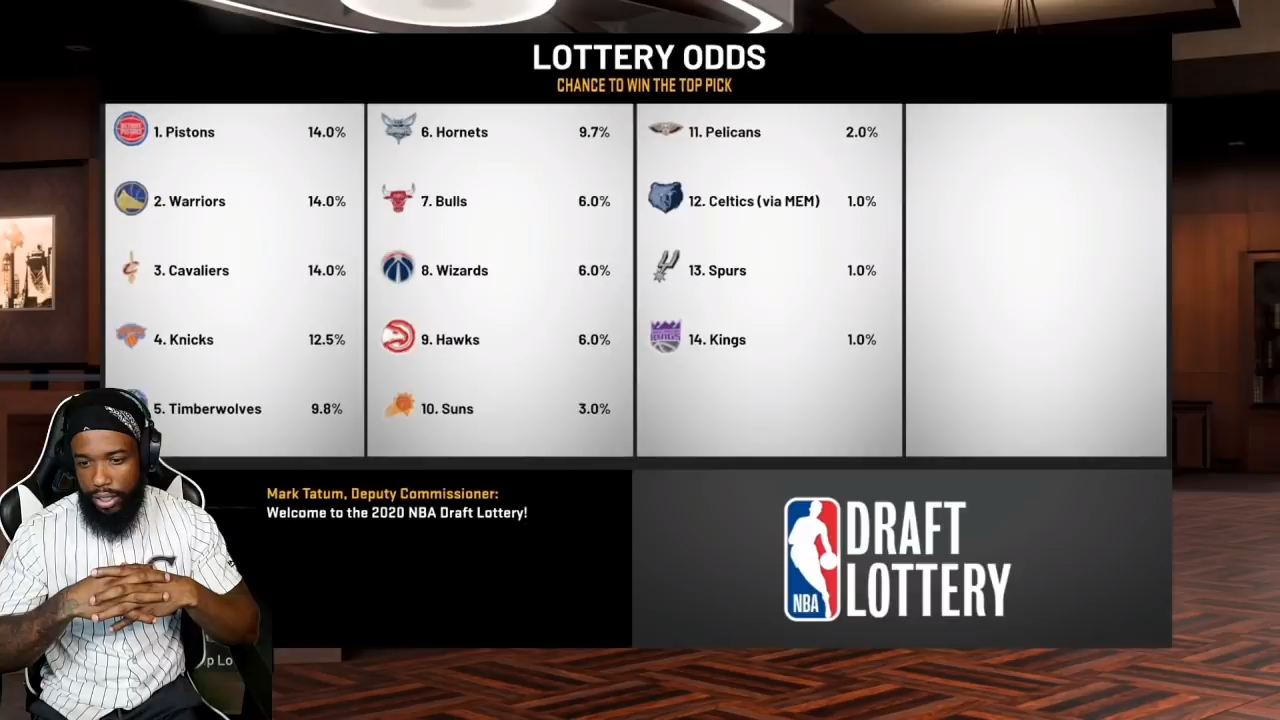 LOTTERY ODDS
CHANCE TO WIN THE TOP PICK
1. Pistons 14.0%
2. Warriors 14.0%
3. Cavaliers 14.0%
4. Knicks 12.5%
5. Timberwolves 9.8%
6. Hornets 9.7%
7. Bulls 6.0%
8. Wizards 6.0%
9. Hawks 6.0%
10. Suns 3.0%
11. Pelicans 2.0%
12. Celtics (via MEM) 1.0%
13. Spurs 1.0%
14. Kings 1.0%
Mark Tatum, Deputy Commissioner:
Welcome to the 2020 NBA Draft Lottery!
NBA
DRAFT
LOTTERY